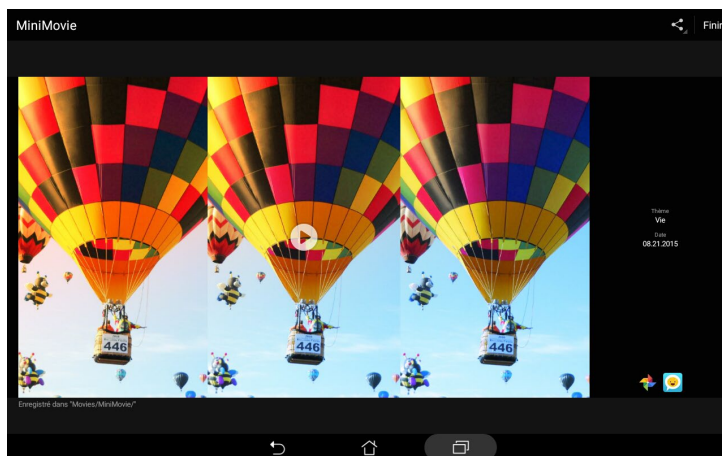 MiniMovie
Finir
446
446
446
Thème
Vie
Date
08.21.2015
Enregistré dans "Movies/MiniMovie/"